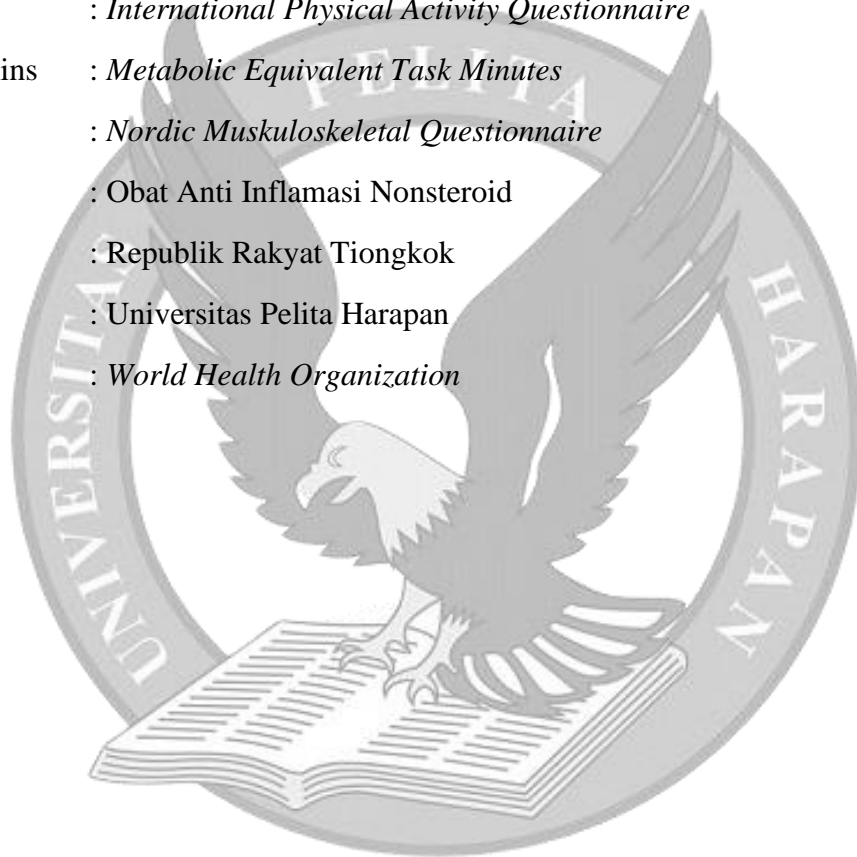 : International Physical Activity Questionnaire
ins : Metabolic Equivalent Task Minutes
: Nordic Muskuloskeletal Questionnaire
: Obat Anti Inflamasi Nonsteroid
: Republik Rakyat Tiongkok
: Universitas Pelita Harapan
: World Health Organization
UNIVERSITAS PELITA HARAPAN